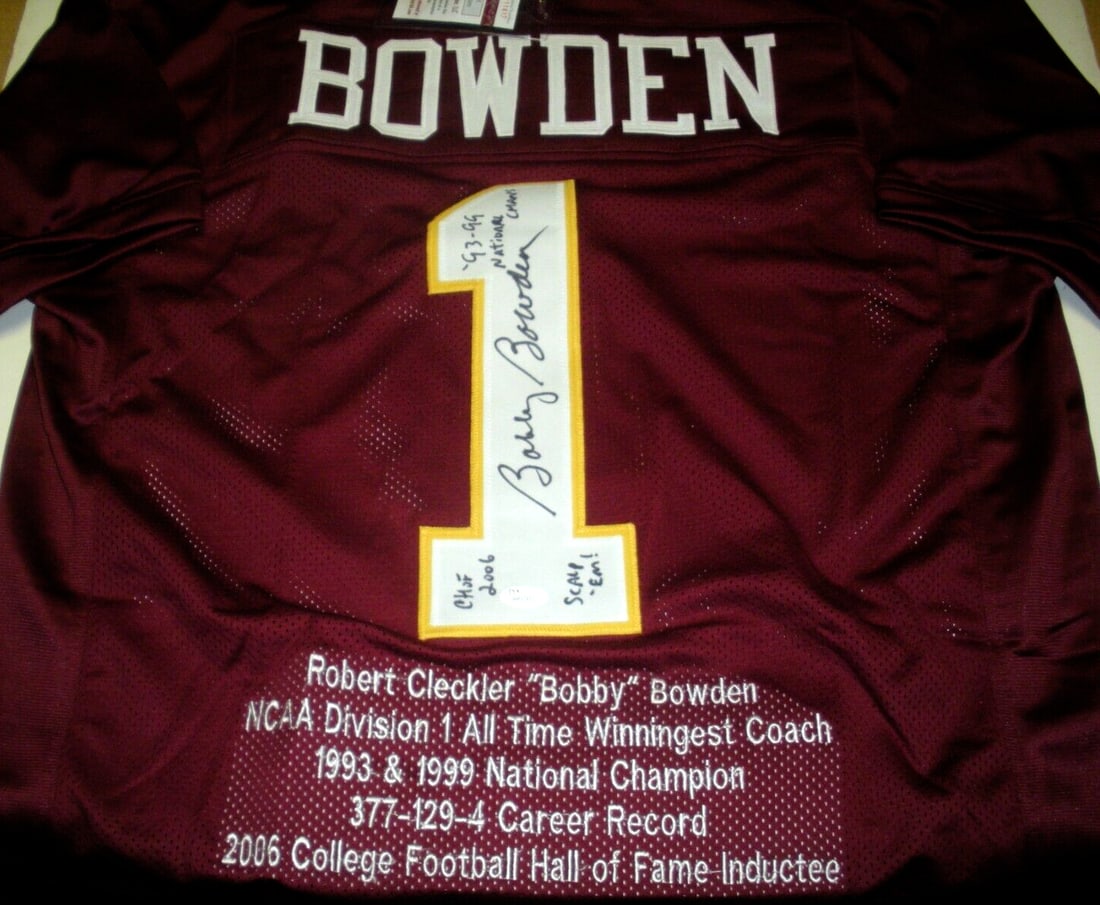 BOWDEN
'93-99
NATIONAL
CHAMPS
Bobby Bowden
CHOF
2006
SCALP
'EM!
Robert Cleckler "Bobby" Bowden
NCAA Division 1 All Time Winningest Coach
1993 & 1999 National Champion
377-129-4 Career Record
2006 College Football Hall of Fame Inductee